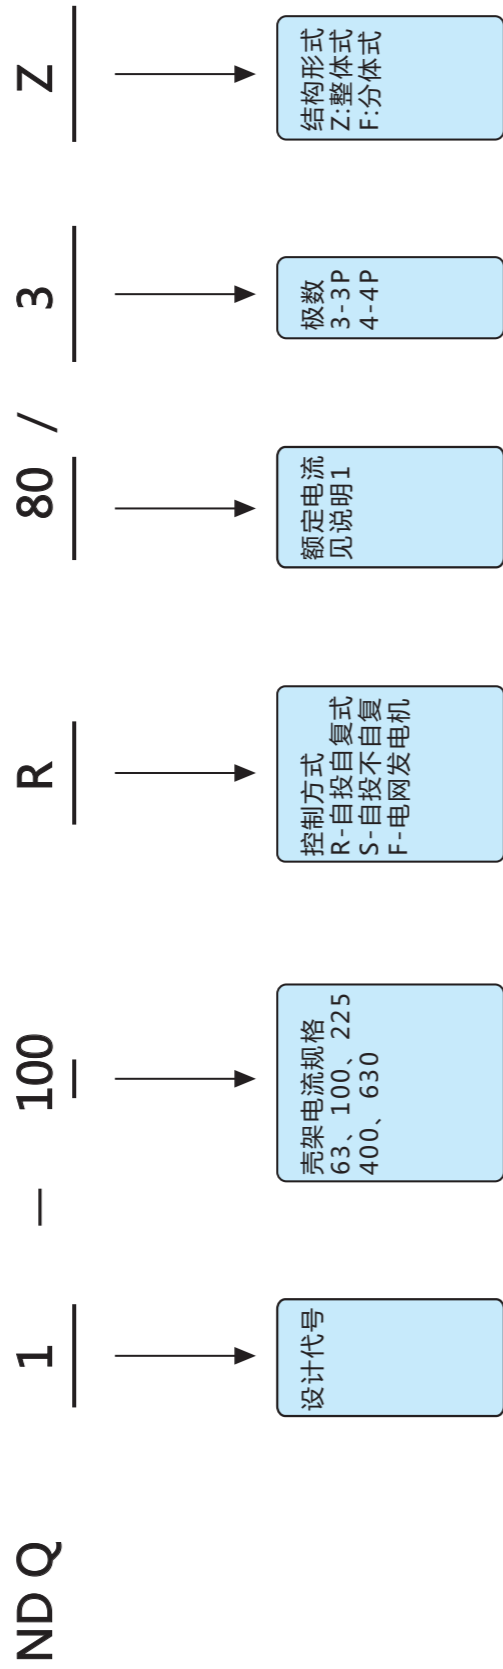 ND Q 1 — 100 R 80 / 3 Z
设计代号
壳架电流规格
63、100、225
400、630
控制方式
R-自投自复式
S-自投不自复
F-电网发电机
额定电流
见说明1
极数
3-3P
4-4P
结构形式
Z:整体式
F:分体式